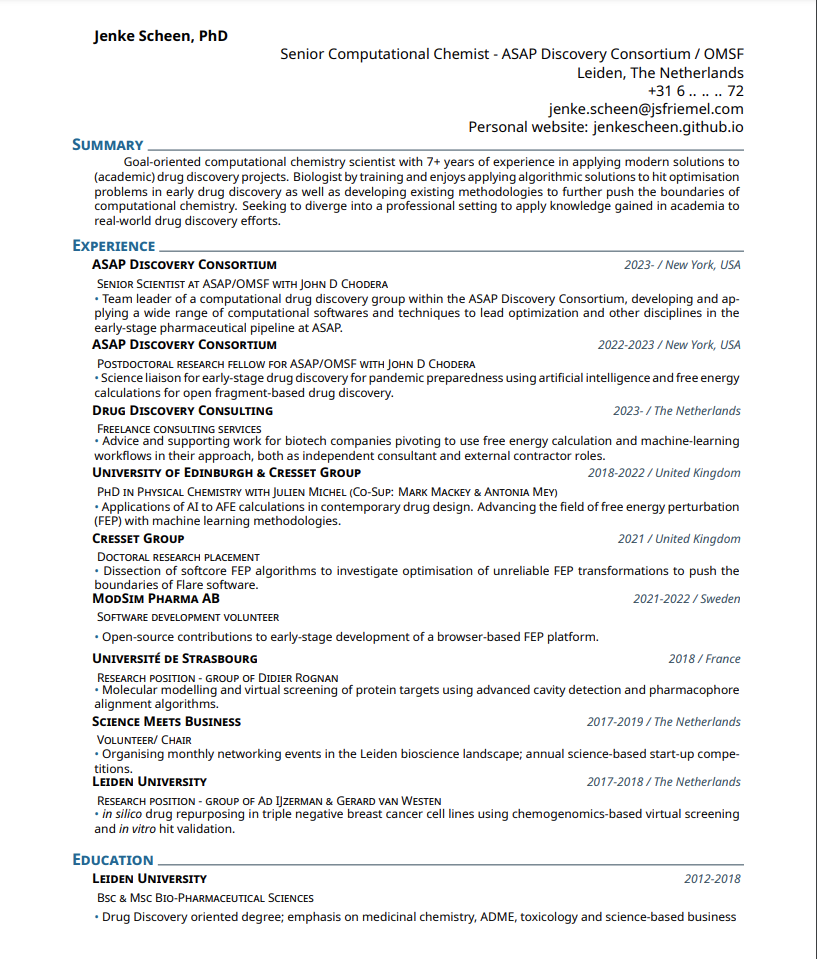 Jenke Scheen, PhD
Senior Computational Chemist - ASAP Discovery Consortium / OMSF
Leiden, The Netherlands
+31 6 .. .. .. 72
jenke.scheen@jsfriemel.com
Personal website: jenkescheen.github.io
Summary
Goal-oriented computational chemistry scientist with 7+ years of experience in applying modern solutions to
(academic) drug discovery projects. Biologist by training and enjoys applying algorithmic solutions to hit optimisation
problems in early drug discovery as well as developing existing methodologies to further push the boundaries of
computational chemistry. Seeking to diverge into a professional setting to apply knowledge gained in academia to
real-world drug discovery efforts.
Experience
ASAP Discovery Consortium 2023- / New York, USA
Senior Scientist at ASAP/OMSF with John D Chodera
• Team leader of a computational drug discovery group within the ASAP Discovery Consortium, developing and ap-
plying a wide range of computational softwares and techniques to lead optimization and other disciplines in the
early-stage pharmaceutical pipeline at ASAP.
ASAP Discovery Consortium 2022-2023 / New York, USA
Postdoctoral research fellow for ASAP/OMSF with John D Chodera
• Science liaison for early-stage drug discovery for pandemic preparedness using artificial intelligence and free energy
calculations for open fragment-based drug discovery.
Drug Discovery Consulting 2023- / The Netherlands
Freelance consulting services
• Advice and supporting work for biotech companies pivoting to use free energy calculation and machine-learning
workflows in their approach, both as independent consultant and external contractor roles.
University of Edinburgh & Cresset Group 2018-2022 / United Kingdom
PhD in Physical Chemistry with Julien Michel (Co-Sup: Mark Mackey & Antonia Mey)
• Applications of AI to AFE calculations in contemporary drug design. Advancing the field of free energy perturbation
(FEP) with machine learning methodologies.
Cresset Group 2021 / United Kingdom
Doctoral research placement
• Dissection of softcore FEP algorithms to investigate optimisation of unreliable FEP transformations to push the
boundaries of Flare software.
ModSim Pharma AB 2021-2022 / Sweden
Software development volunteer
• Open-source contributions to early-stage development of a browser-based FEP platform.
Université de Strasbourg 2018 / France
Research position - group of Didier Rognan
• Molecular modelling and virtual screening of protein targets using advanced cavity detection and pharmacophore
alignment algorithms.
Science Meets Business 2017-2019 / The Netherlands
Volunteer/ Chair
• Organising monthly networking events in the Leiden bioscience landscape; annual science-based start-up compe-
titions.
Leiden University 2017-2018 / The Netherlands
Research position - group of Ad IJzerman & Gerard van Westen
• in silico drug repurposing in triple negative breast cancer cell lines using chemogenomics-based virtual screening
and in vitro hit validation.
Education
Leiden University 2012-2018
Bsc & Msc Bio-Pharmaceutical Sciences
• Drug Discovery oriented degree; emphasis on medicinal chemistry, ADME, toxicology and science-based business